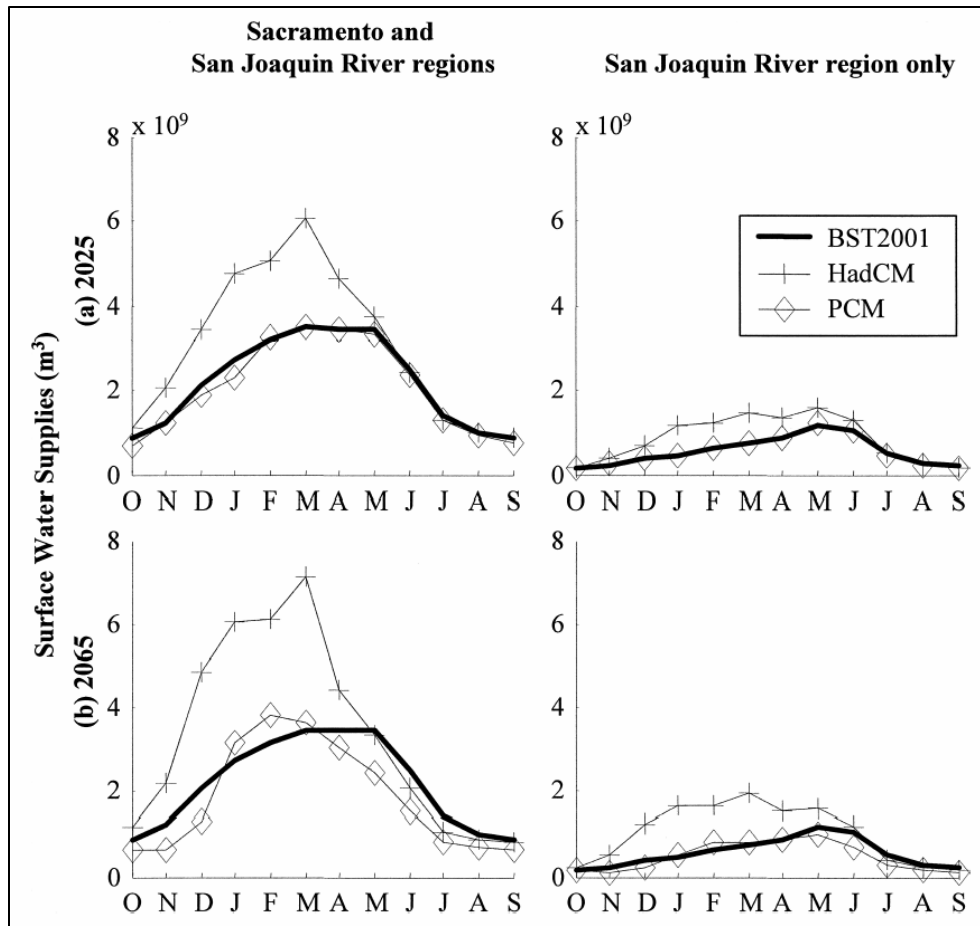 Sacramento and
San Joaquin River regions
San Joaquin River region only
x 10⁹
x 10⁹
8
6
4
2
0
O N D J F M A M J J A S
8
6
4
2
0
O N D J F M A M J J A S
BST2001
HadCM
PCM
Surface Water Supplies (m³)
(a) 2025
(b) 2065
8
6
4
2
0
O N D J F M A M J J A S
8
6
4
2
0
O N D J F M A M J J A S